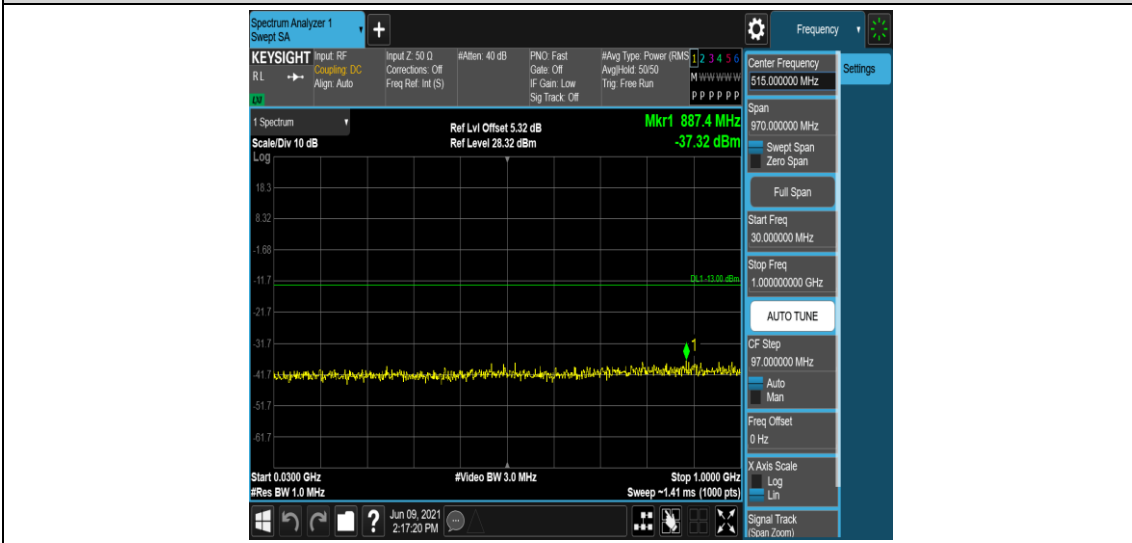 Spectrum Analyzer 1
Swept SA
+
Frequency
KEYSIGHT
R L
Input: RF
Coupling: DC
Align: Auto
Input Z: 50 Ω
Corrections: Off
Freq Ref: Int (S)
#Atten: 40 dB
PNO: Fast
Gate: Off
IF Gain: Low
Sig Track: Off
#Avg Type: Power (RMS
Avg|Hold: 50/50
Trig: Free Run
1 2 3 4 5 6
M W W W W W
P P P P P P
1 Spectrum
Scale/Div 10 dB
Ref Lvl Offset 5.32 dB
Ref Level 28.32 dBm
Mkr1 887.4 MHz
-37.32 dBm
Log
18.3
8.32
-1.68
-11.7
DL1 -13.00 dBm
-21.7
-31.7
1
-41.7
-51.7
-61.7
Start 0.0300 GHz
#Res BW 1.0 MHz
#Video BW 3.0 MHz
Stop 1.0000 GHz
Sweep ~1.41 ms (1000 pts)
?
Jun 09, 2021
2:17:20 PM
Center Frequency
515.000000 MHz
Span
970.000000 MHz
Swept Span
Zero Span
Full Span
Start Freq
30.000000 MHz
Stop Freq
1.000000000 GHz
AUTO TUNE
CF Step
97.000000 MHz
Auto
Man
Freq Offset
0 Hz
X Axis Scale
Log
Lin
Signal Track
(Span Zoom)
Settings